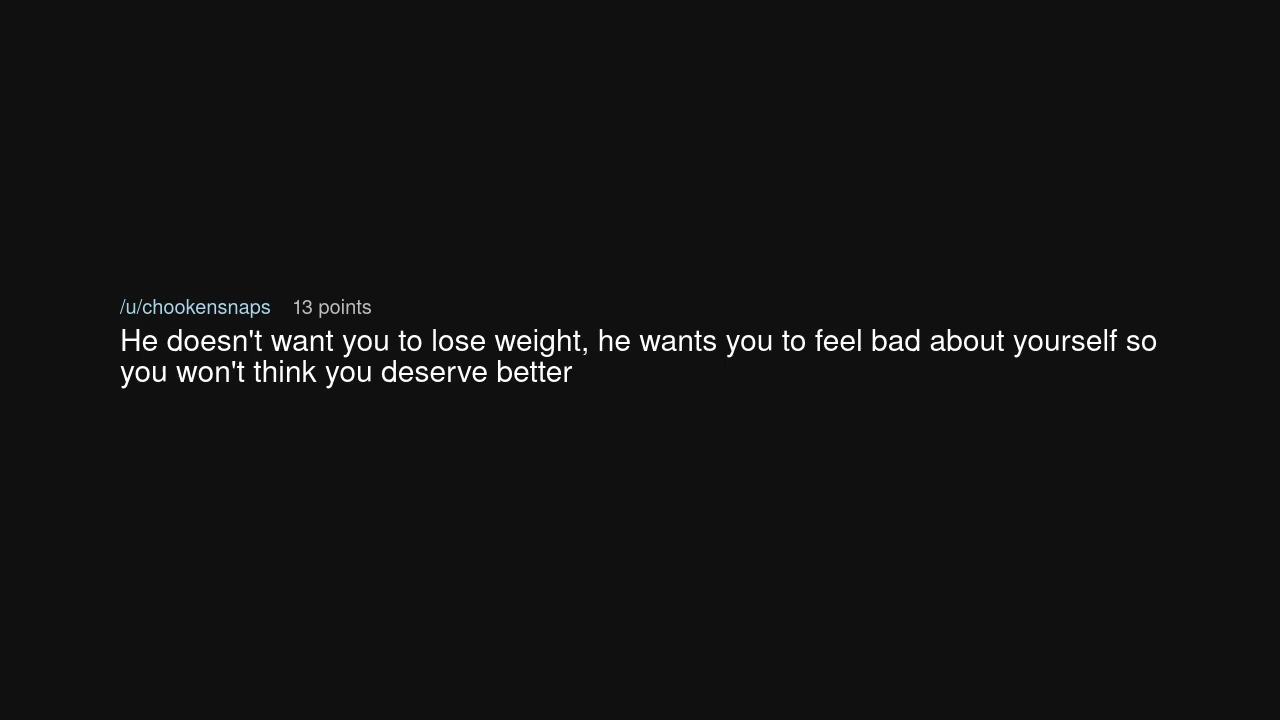 /u/chookensnaps 13 points
He doesn't want you to lose weight, he wants you to feel bad about yourself so
you won't think you deserve better